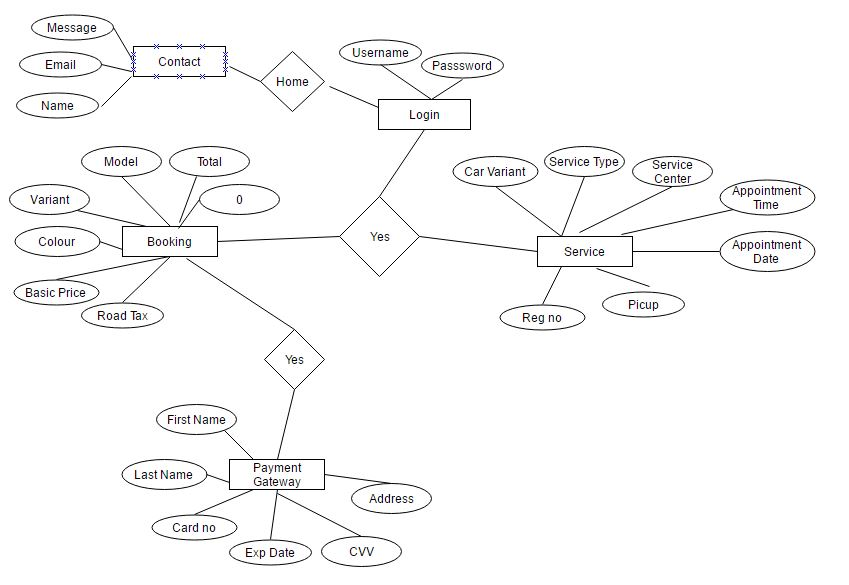 Message
Email
Name
Contact
Home
Username
Passsword
Login
Model
Total
Variant
0
Colour
Booking
Basic Price
Road Tax
Yes
Car Variant
Service Type
Service
Center
Appointment
Time
Service
Appointment
Date
Reg no
Picup
Yes
First Name
Last Name
Payment
Gateway
Address
Card no
Exp Date
CVV